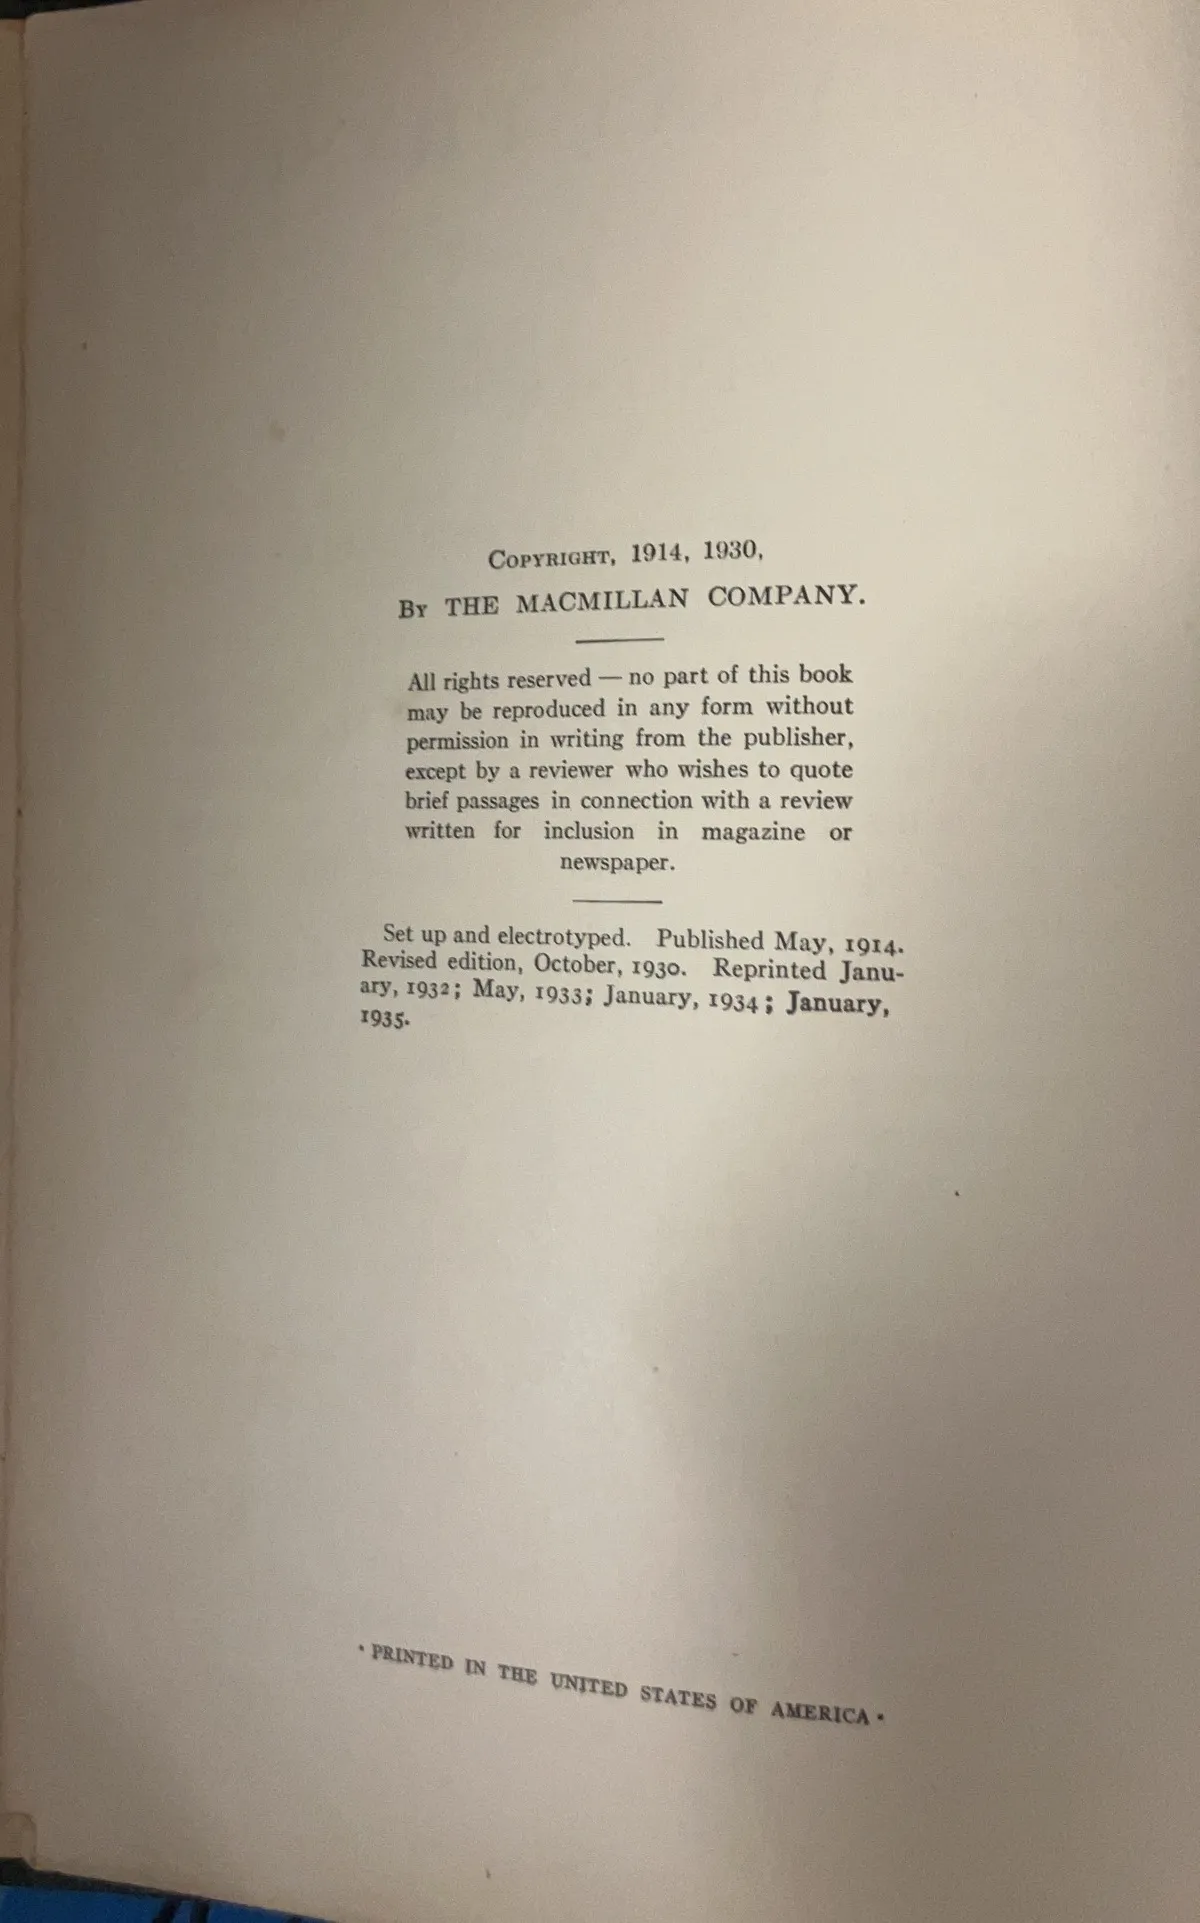 COPYRIGHT, 1914, 1930,
BY THE MACMILLAN COMPANY.
All rights reserved — no part of this book
may be reproduced in any form without
permission in writing from the publisher,
except by a reviewer who wishes to quote
brief passages in connection with a review
written for inclusion in magazine or
newspaper.
Set up and electrotyped. Published May, 1914.
Revised edition, October, 1930. Reprinted Janu-
ary, 1932; May, 1933; January, 1934; January,
1935.
• PRINTED IN THE UNITED STATES OF AMERICA •